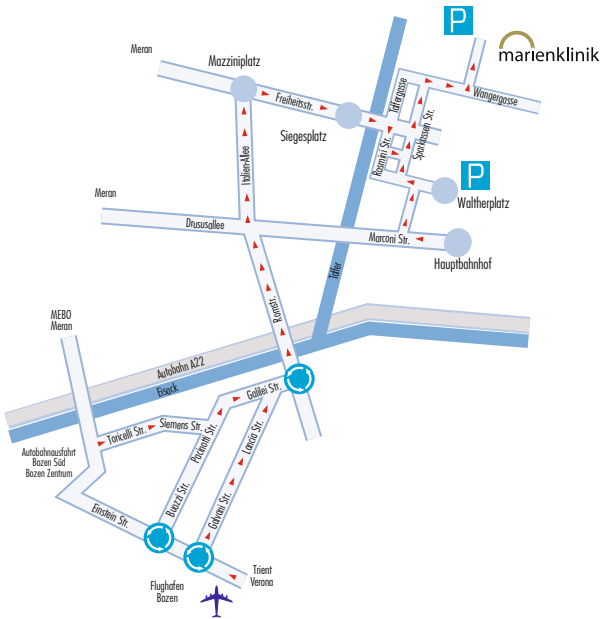 P
marienklinik
Meran
Mazziniplatz
Freiheitsstr.
Siegesplatz
Talfergasse
Wangergasse
Rosmini Str.
Sparkassen Str.
P
Waltherplatz
Italien-Allee
Meran
Drususallee
Marconi Str.
Hauptbahnhof
Talfer
Romstr.
MEBO
Meran
Autobahn A22
Eisack
Galilei Str.
Toricelli Str.
Siemens Str.
Pacinotti Str.
Lancia Str.
Autobahnausfahrt
Bozen Süd
Bozen Zentrum
Einstein Str.
Buozzi Str.
Galvani Str.
Trient
Verona
Flughafen
Bozen